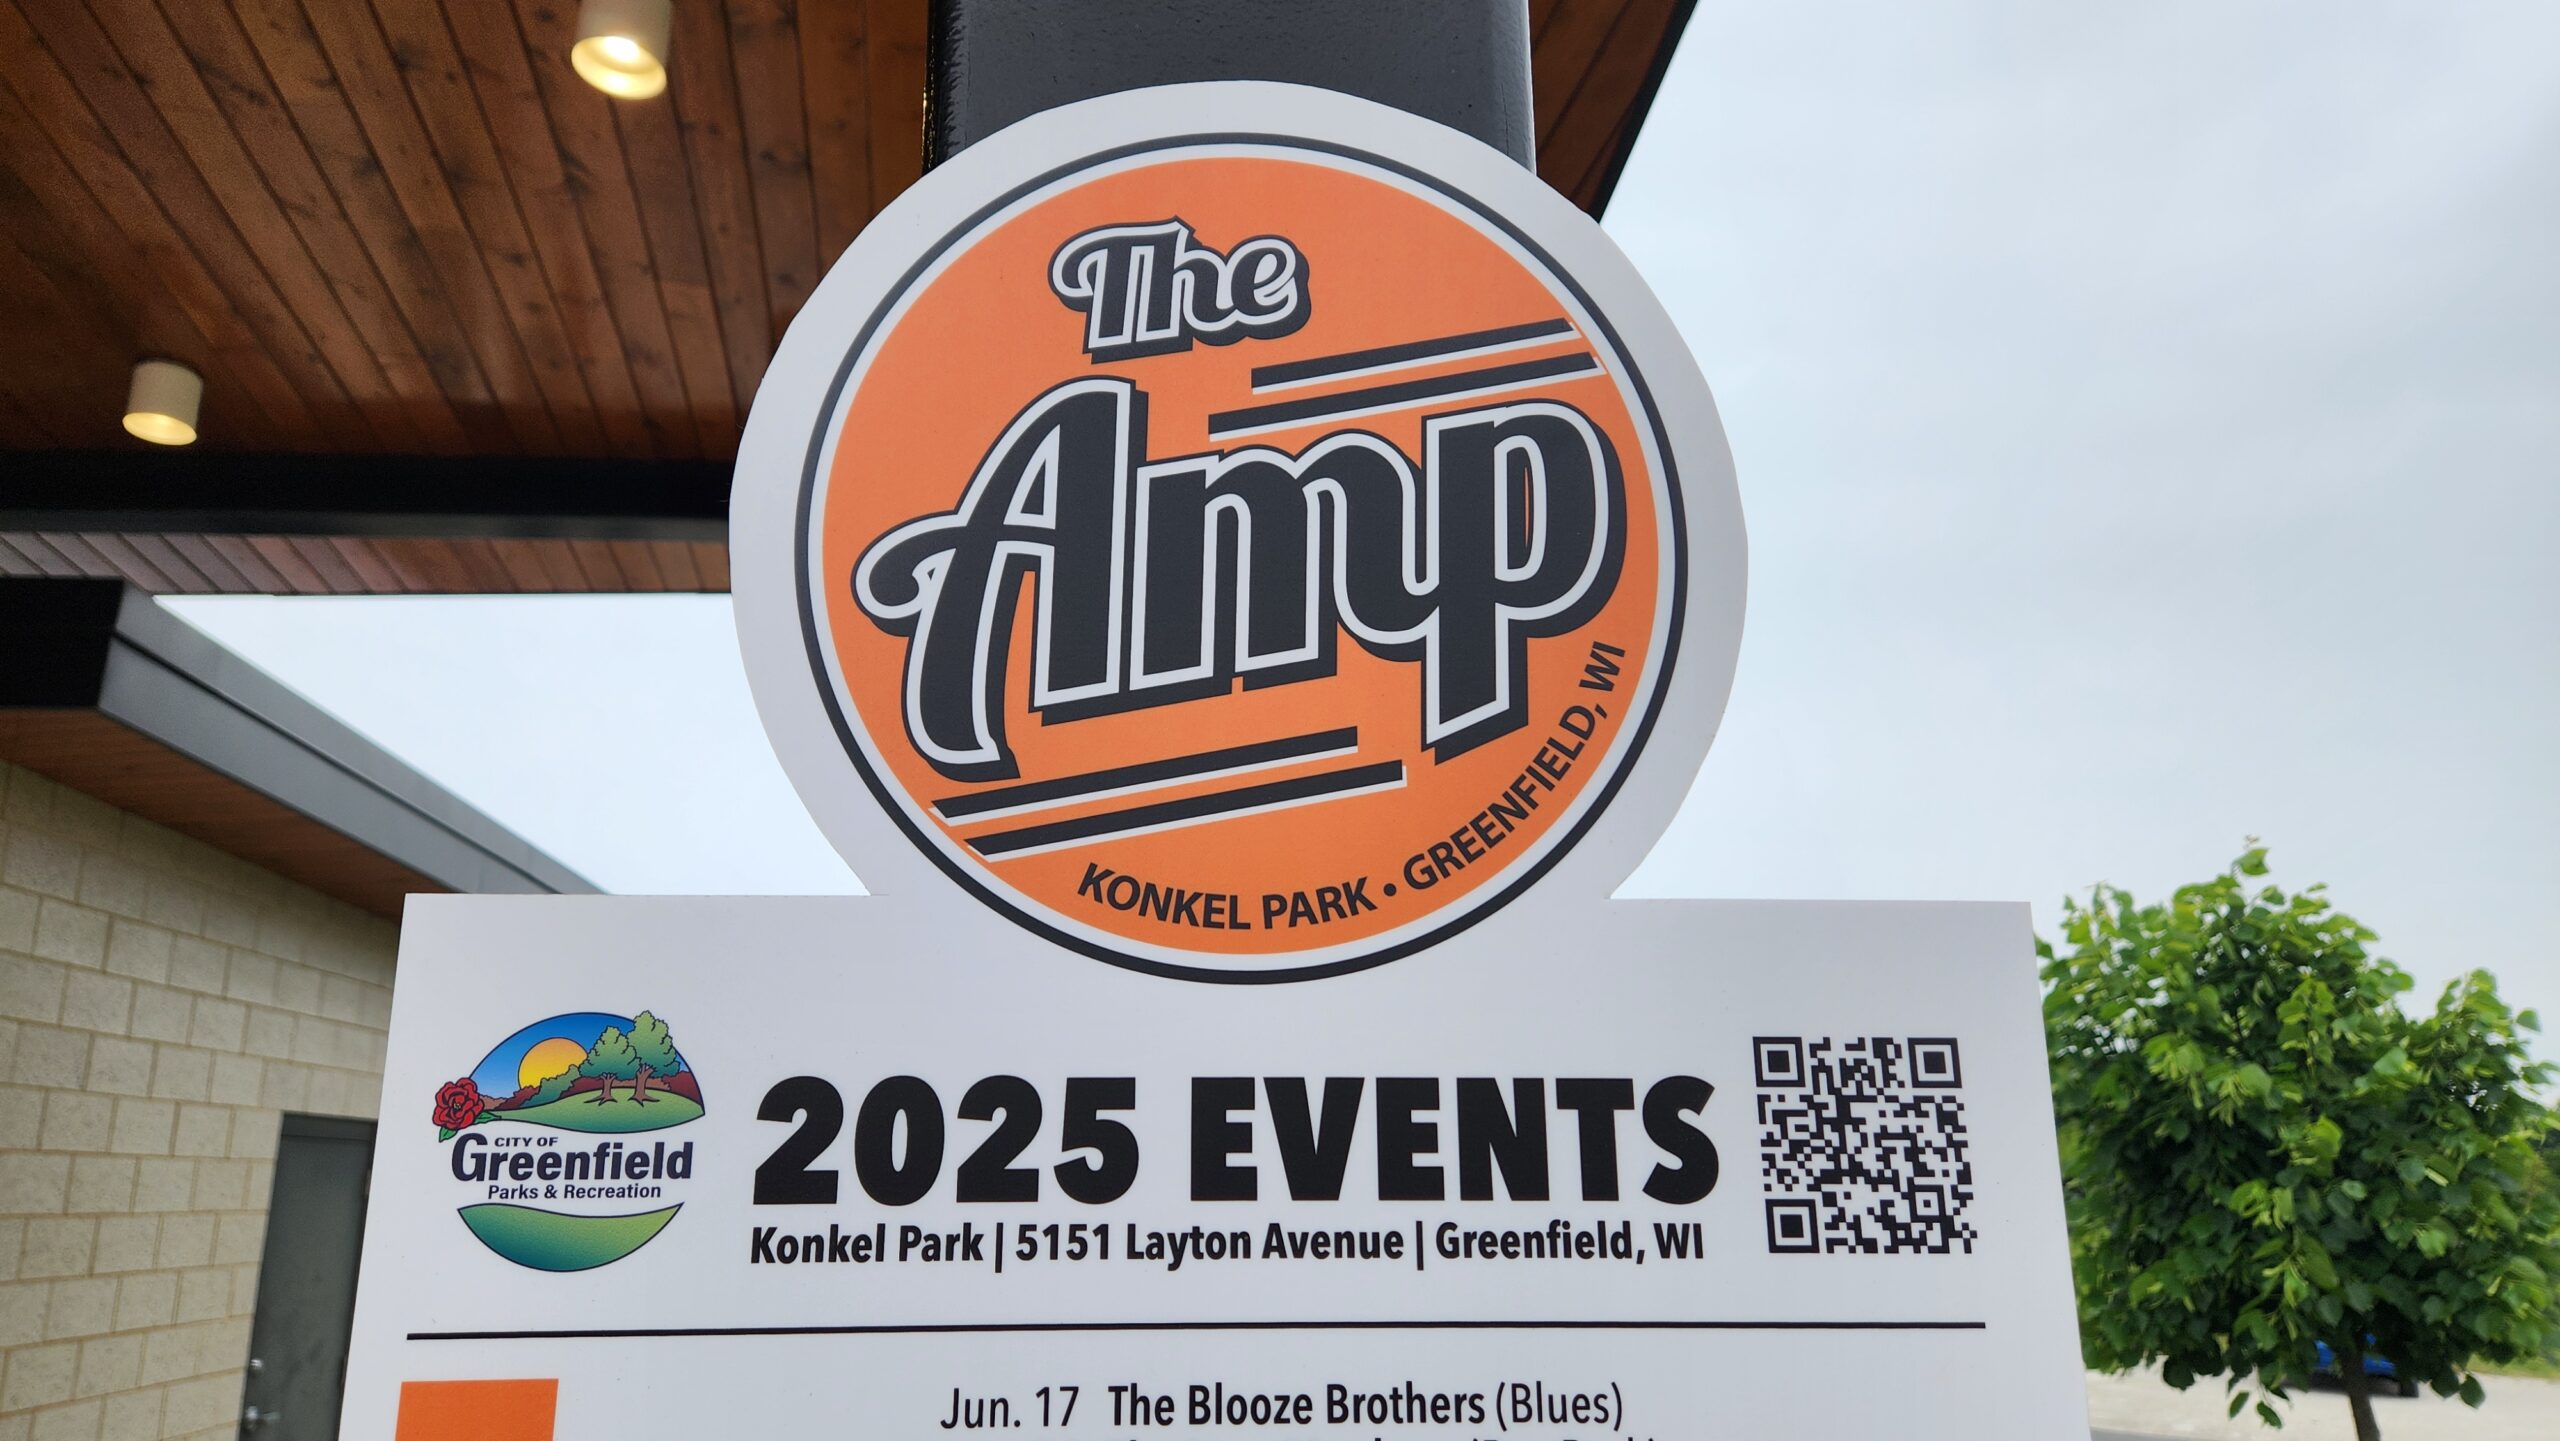 The
Amp
KONKEL PARK • GREENFIELD, WI
CITY OF
Greenfield
Parks & Recreation
2025 EVENTS
Konkel Park | 5151 Layton Avenue | Greenfield, WI
Jun. 17 The Blooze Brothers (Blues)